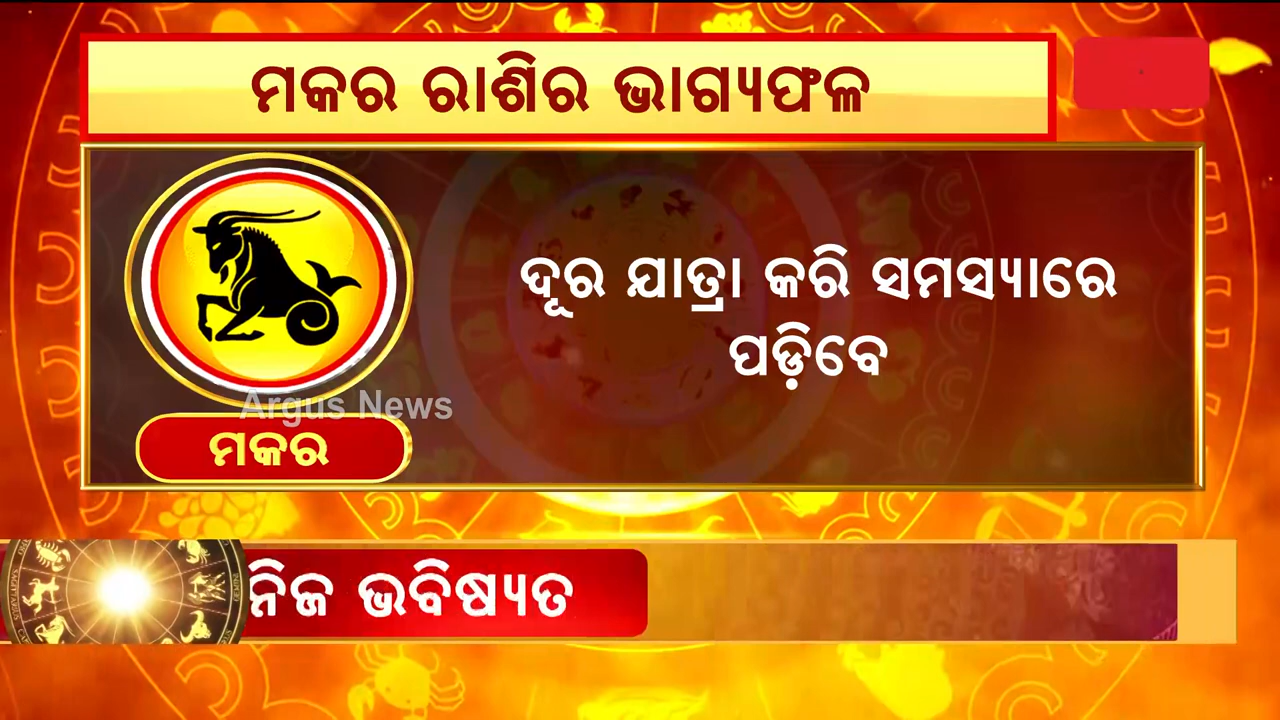 ମକର ରାଶିର ଭାଗ୍ୟଫଳ
ଦୂର ଯାତ୍ରା କରି ସମସ୍ୟାରେ
ପଡ଼ିବେ
Argus News
ମକର
ନିଜ ଭବିଷ୍ୟତ